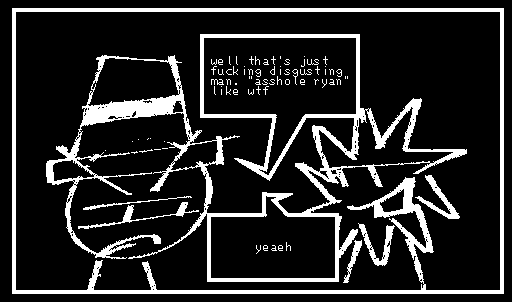 well that's just
fucking disgusting
man. "asshole ryan"
like wtf
yeaeh